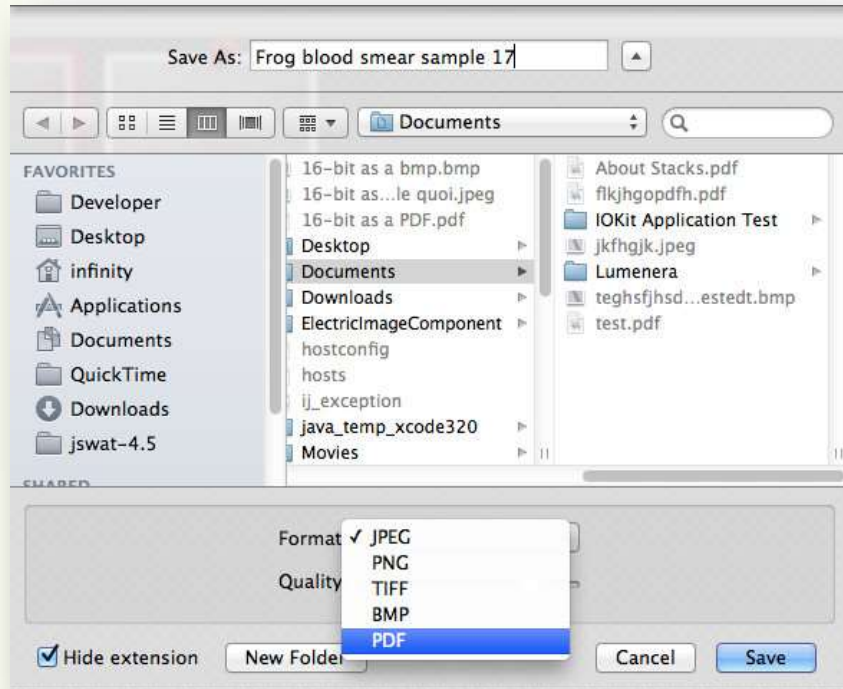 Save As: Frog blood smear sample 17
Documents
FAVORITES
Developer
Desktop
infinity
Applications
Documents
QuickTime
Downloads
jswat-4.5
SHARED
16-bit as a bmp.bmp
16-bit as...le quoi.jpeg
16-bit as a PDF.pdf
Desktop
Documents
Downloads
ElectricImageComponent
hostconfig
hosts
ij_exception
java_temp_xcode320
Movies
About Stacks.pdf
flkjhgopdfh.pdf
IOKit Application Test
jkfhgjk.jpeg
Lumenera
teghsfjhsd...estedt.bmp
test.pdf
Format
✓ JPEG
PNG
TIFF
BMP
PDF
Quality
Hide extension
New Folder
Cancel
Save